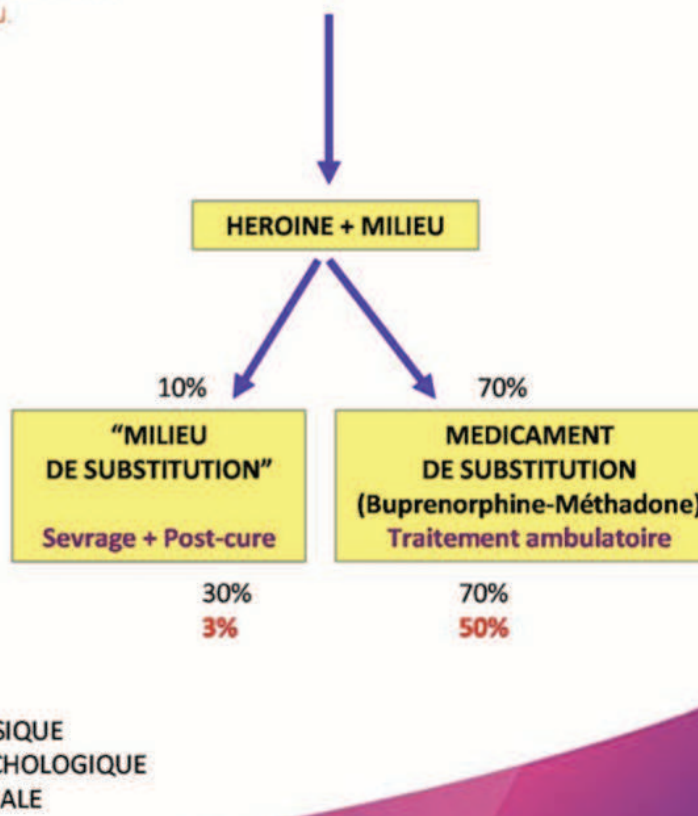 HEROINE + MILIEU
10%
70%
“MILIEU
DE SUBSTITUTION”
Sevrage + Post-cure
MEDICAMENT
DE SUBSTITUTION
(Buprenorphine-Méthadone)
Traitement ambulatoire
30%
3%
70%
50%
SIQUE
CHOLOGIQUE
ALE